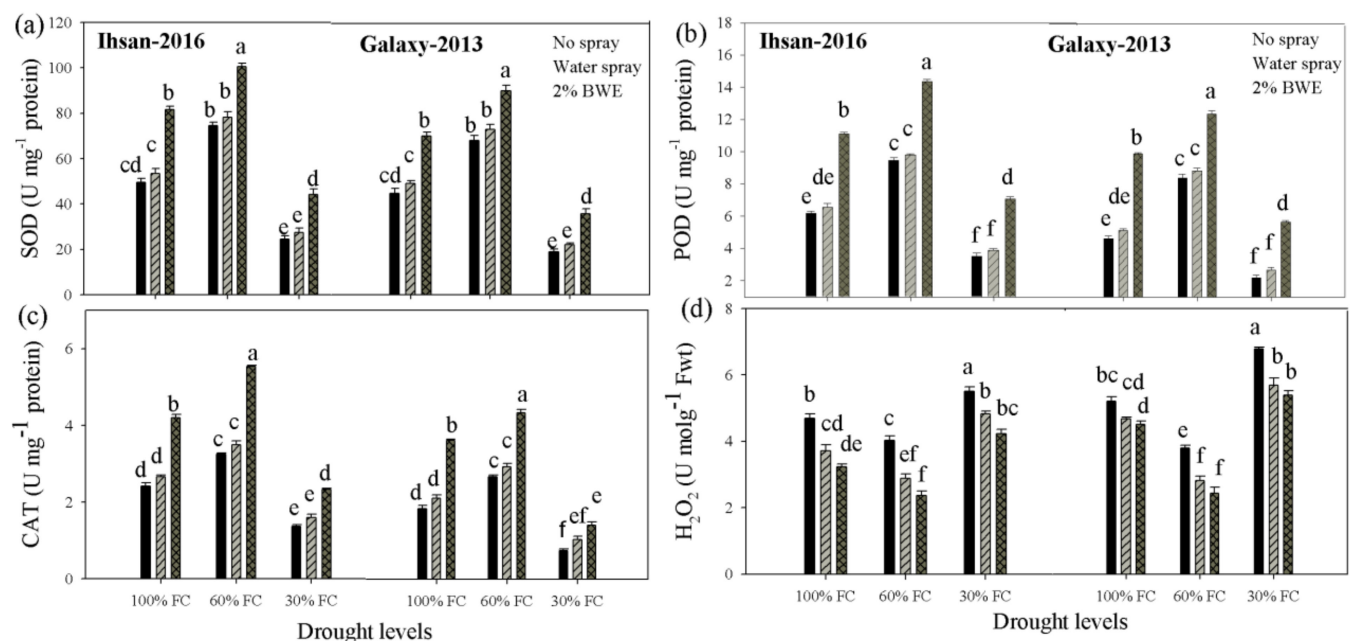 (a)
120
100
80
60
40
20
0
SOD (U mg⁻¹ protein)
Ihsan-2016 Galaxy-2013
No spray
Water spray
2% BWE
cd c b b b a e e d cd c b b b a e e d
(b)
18
16
14
12
10
8
6
4
2
POD (U mg⁻¹ protein)
Ihsan-2016 Galaxy-2013
No spray
Water spray
2% BWE
e de b c c a f f d e de b c c a f f d
(c)
6
4
2
0
CAT (U mg⁻¹ protein)
d d b c c a e e d d d b c c a f ef e
100% FC 60% FC 30% FC 100% FC 60% FC 30% FC
Drought levels
(d)
8
6
4
2
0
H₂O₂ (U molg⁻¹ Fwt)
b cd de c ef f a b bc bc cd d e f f a b b
100% FC 60% FC 30% FC 100% FC 60% FC 30% FC
Drought levels